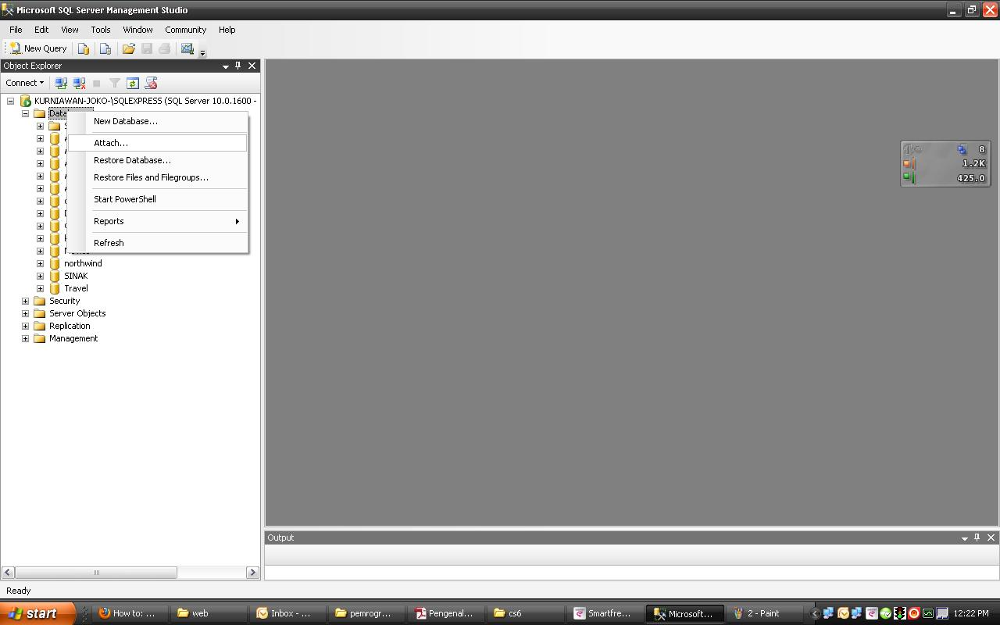 Microsoft SQL Server Management Studio
File Edit View Tools Window Community Help
New Query
Object Explorer
Connect
KURNIAWAN-JOKO-\SQLEXPRESS (SQL Server 10.0.1600 -
New Database...
Attach...
Restore Database...
Restore Files and Filegroups...
Start PowerShell
Reports
Refresh
northwind
SINAK
Travel
Security
Server Objects
Replication
Management
8
1.2K
425.0
Output
Ready
start
How to: ...
web
Inbox - ...
pemrogr...
Pengenal...
cs6
Smartfre...
Microsoft...
2 - Paint
12:22 PM